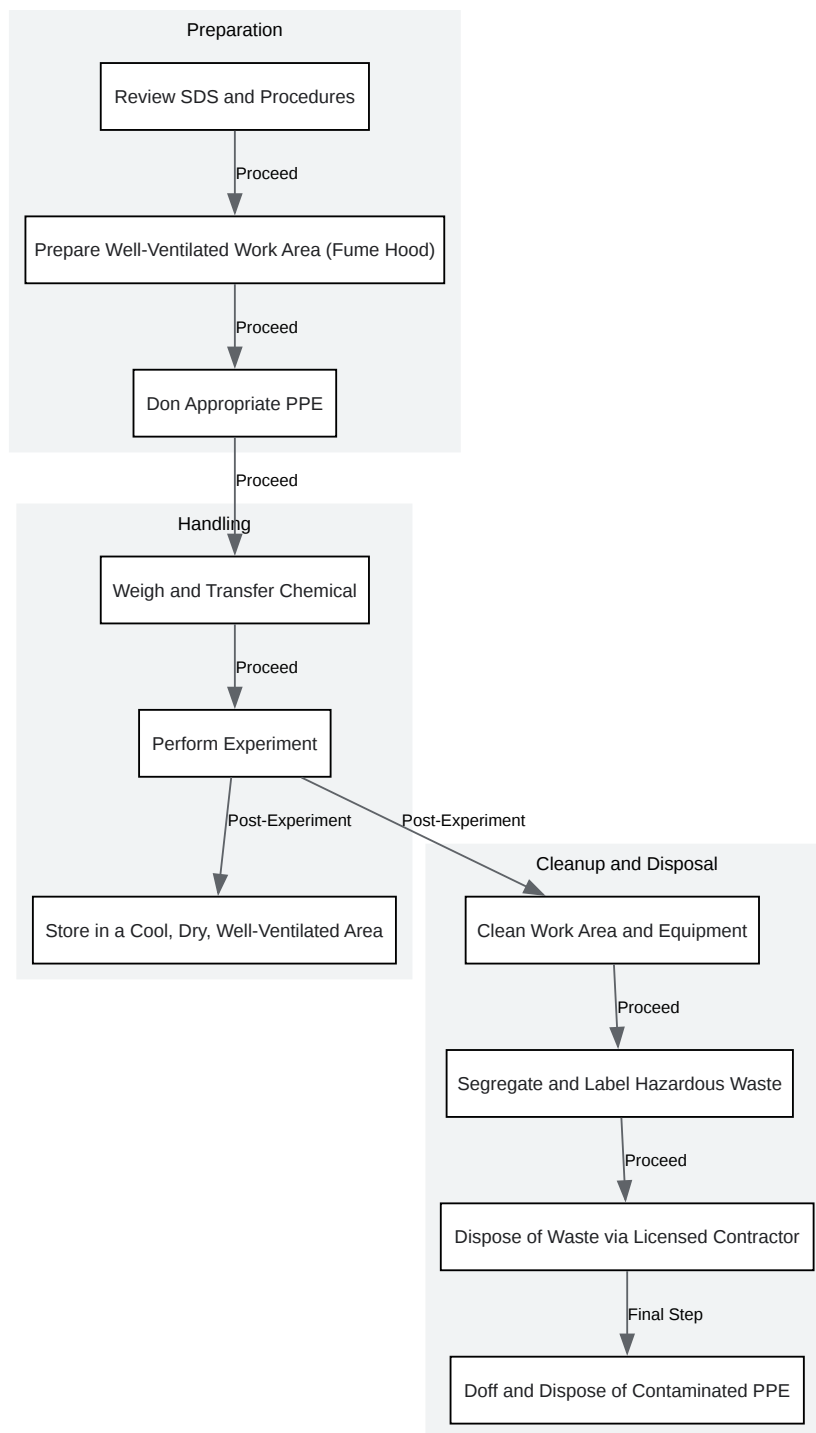 Preparation
Review SDS and Procedures
Proceed
Prepare Well-Ventilated Work Area (Fume Hood)
Proceed
Don Appropriate PPE
Proceed
Handling
Weigh and Transfer Chemical
Proceed
Perform Experiment
Post-Experiment
Post-Experiment
Store in a Cool, Dry, Well-Ventilated Area
Cleanup and Disposal
Clean Work Area and Equipment
Proceed
Segregate and Label Hazardous Waste
Proceed
Dispose of Waste via Licensed Contractor
Final Step
Doff and Dispose of Contaminated PPE